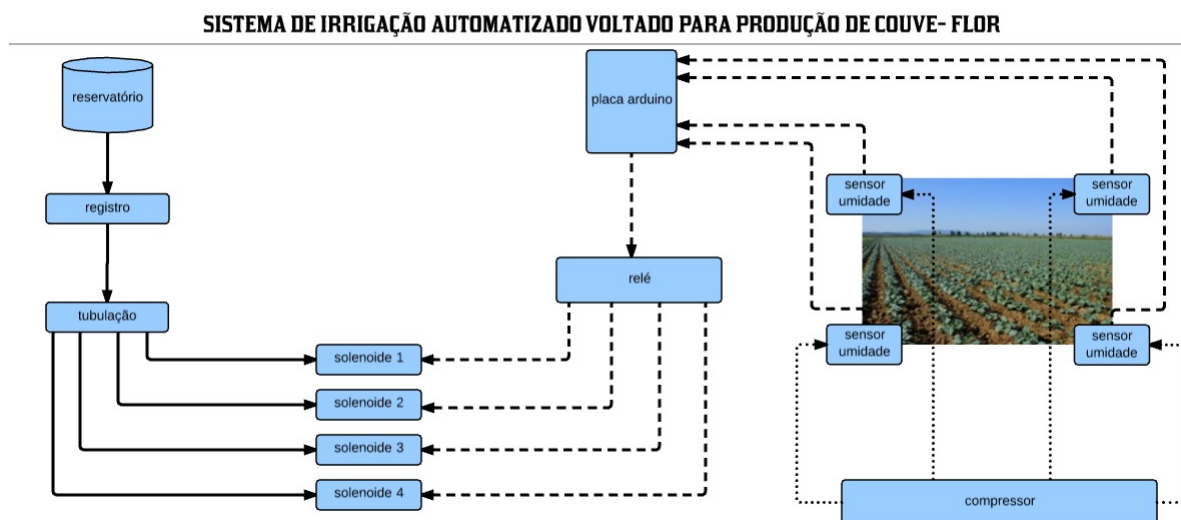 SISTEMA DE IRRIGAÇÃO AUTOMATIZADO VOLTADO PARA PRODUÇÃO DE COUVE- FLOR
reservatório
placa arduino
registro
sensor
umidade
sensor
umidade
relé
tubulação
solenoide 1
sensor
umidade
sensor
umidade
solenoide 2
solenoide 3
solenoide 4
compressor